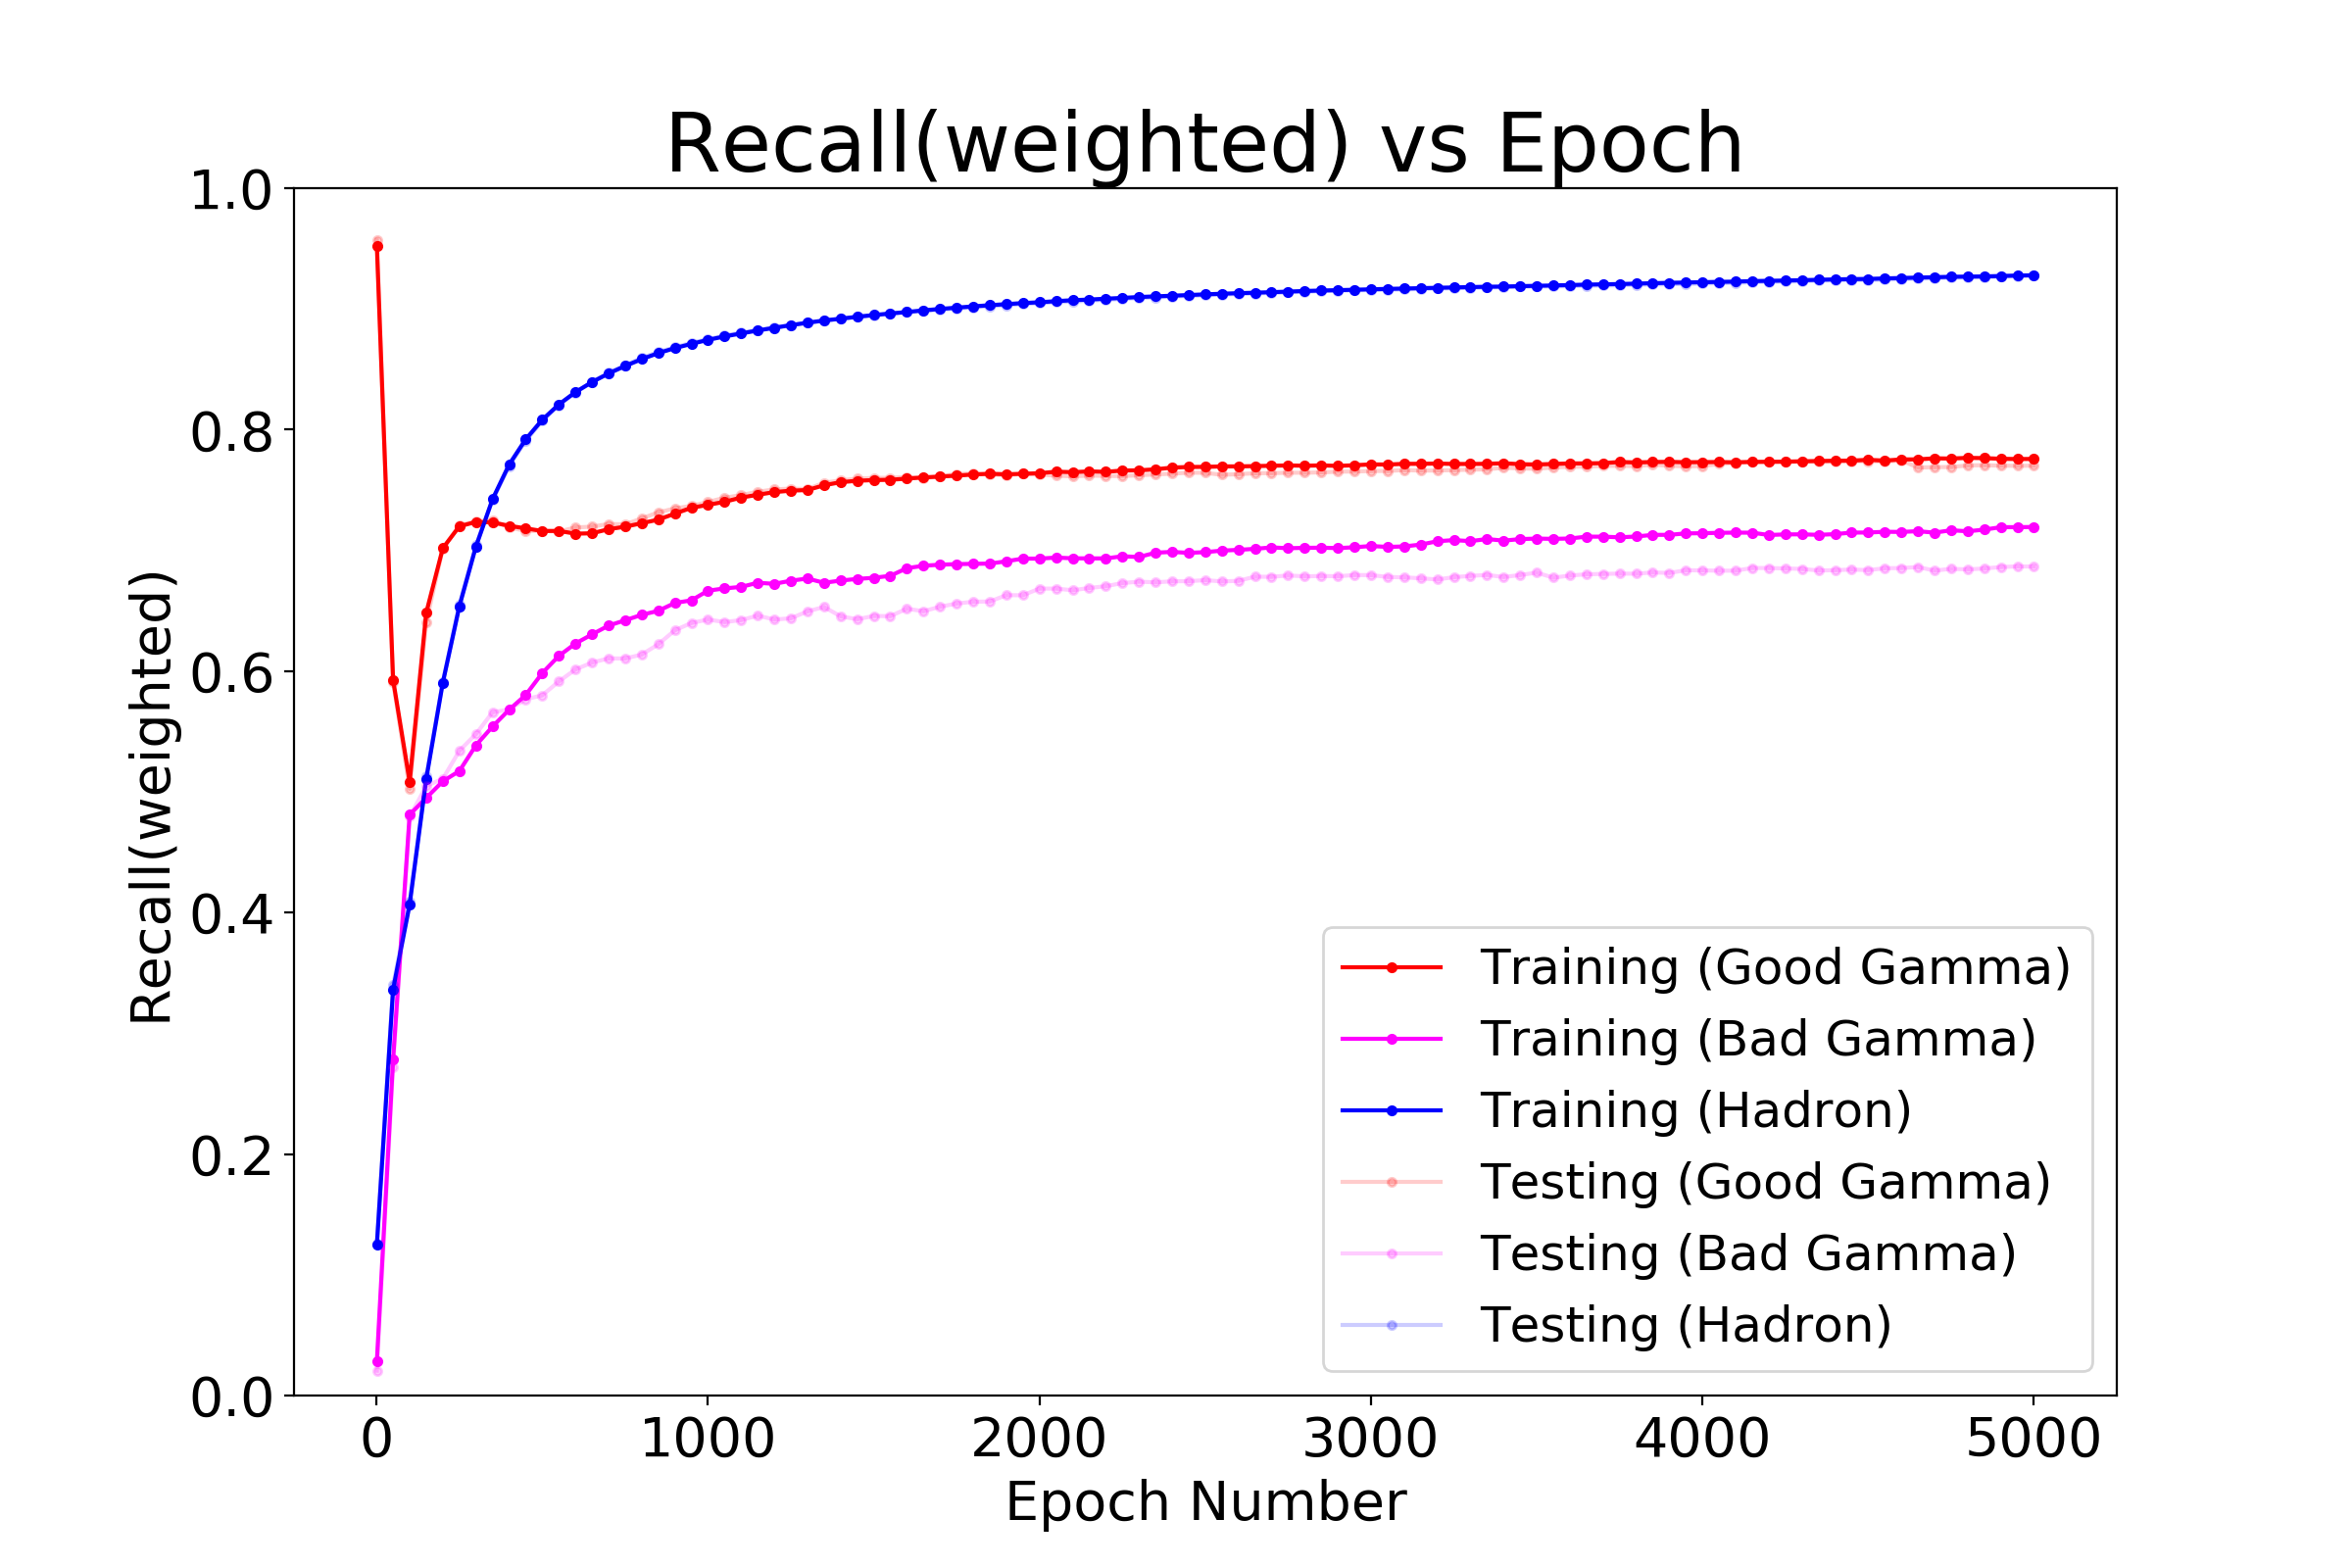 Recall(weighted) vs Epoch
Recall(weighted)
1.0
0.8
0.6
0.4
0.2
0.0
0 1000 2000 3000 4000 5000
Epoch Number
Training (Good Gamma)
Training (Bad Gamma)
Training (Hadron)
Testing (Good Gamma)
Testing (Bad Gamma)
Testing (Hadron)